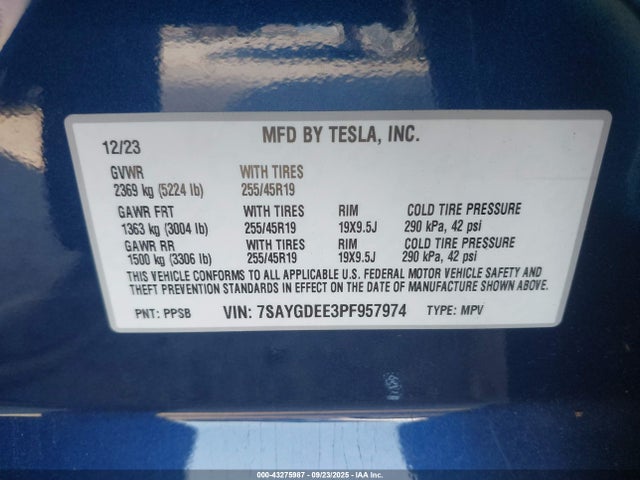 12/23 MFD BY TESLA, INC.
GVWR WITH TIRES
2369 kg (5224 lb) 255/45R19
GAWR FRT WITH TIRES RIM COLD TIRE PRESSURE
1363 kg (3004 lb) 255/45R19 19X9.5J 290 kPa, 42 psi
GAWR RR WITH TIRES RIM COLD TIRE PRESSURE
1500 kg (3306 lb) 255/45R19 19X9.5J 290 kPa, 42 psi
THIS VEHICLE CONFORMS TO ALL APPLICABLE U.S. FEDERAL MOTOR VEHICLE SAFETY AND
THEFT PREVENTION STANDARDS IN EFFECT ON THE DATE OF MANUFACTURE SHOWN ABOVE.
PNT: PPSB VIN: 7SAYGDEE3PF957974 TYPE: MPV
000-43275987 - 09/23/2025 - IAA Inc.